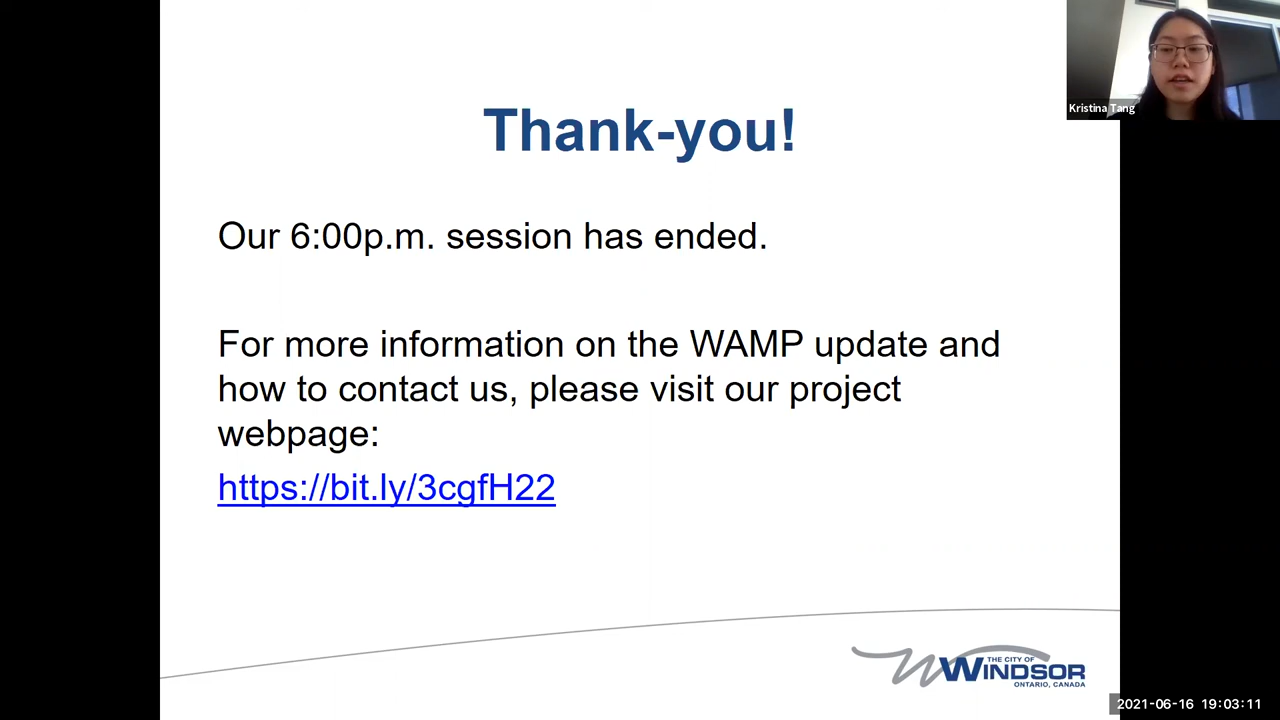 Kristina Tang
Thank-you!
Our 6:00p.m. session has ended.
For more information on the WAMP update and
how to contact us, please visit our project
webpage:
https://bit.ly/3cgfH22
THE CITY OF
WINDSOR
ONTARIO, CANADA
2021-06-16 19:03:11